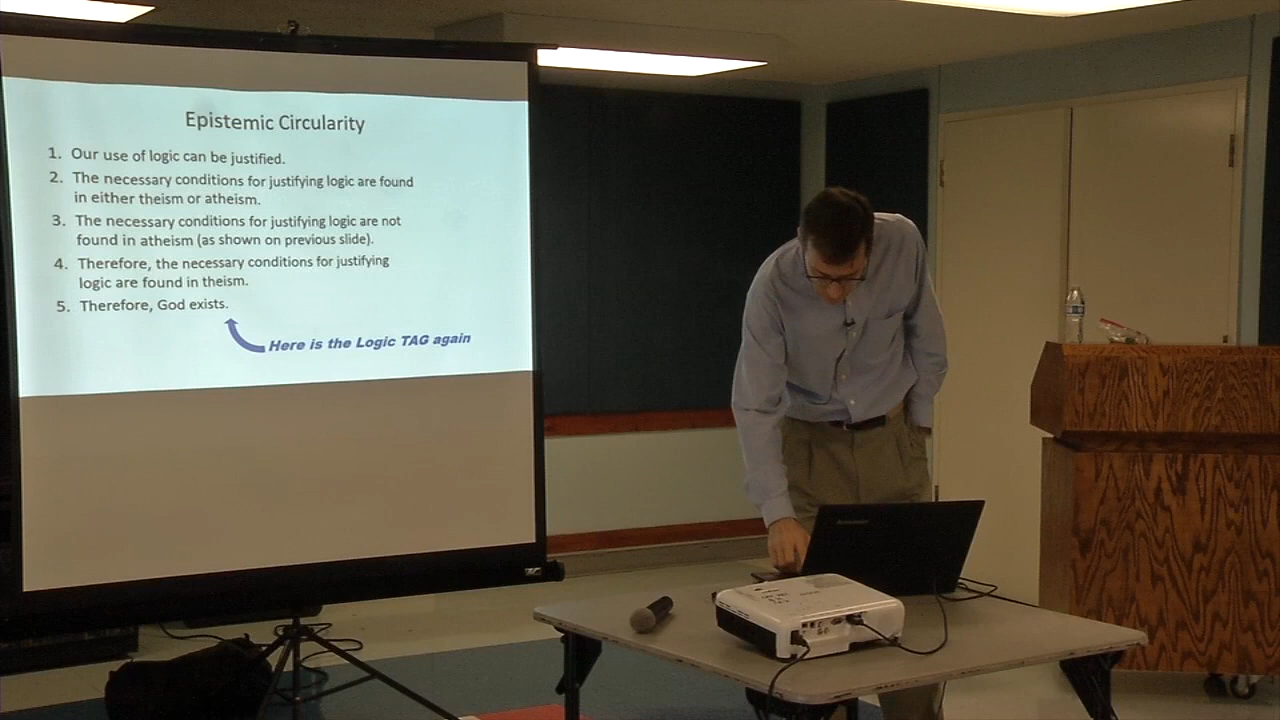 Epistemic Circularity
1. Our use of logic can be justified.
2. The necessary conditions for justifying logic are found
in either theism or atheism.
3. The necessary conditions for justifying logic are not
found in atheism (as shown on previous slide).
4. Therefore, the necessary conditions for justifying
logic are found in theism.
5. Therefore, God exists.
Here is the Logic TAG again